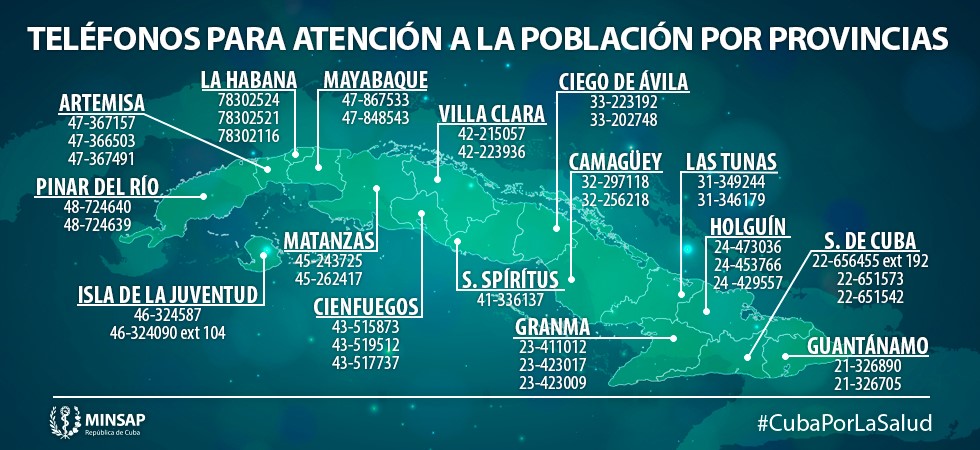 TELÉFONOS PARA ATENCIÓN A LA POBLACIÓN POR PROVINCIAS
LA HABANA
78302524
78302521
78302116
MAYABAQUE
47-867533
47-848543
CIEGO DE ÁVILA
33-223192
33-202748
ARTEMISA
47-367157
47-366503
47-367491
VILLA CLARA
42-215057
42-223936
CAMAGÜEY
32-297118
32-256218
LAS TUNAS
31-349244
31-346179
PINAR DEL RÍO
48-724640
48-724639
HOLGUÍN
24-473036
24-453766
24-429557
S. DE CUBA
22-656455 ext 192
22-651573
22-651542
MATANZAS
45-243725
45-262417
S. SPÍRÍTUS
41-336137
ISLA DE LA JUVENTUD
46-324587
46-324090 ext 104
CIENFUEGOS
43-515873
43-519512
43-517737
GRANMA
23-411012
23-423017
23-423009
GUANTÁNAMO
21-326890
21-326705
MINSAP
República de Cuba
#CubaPorLaSalud